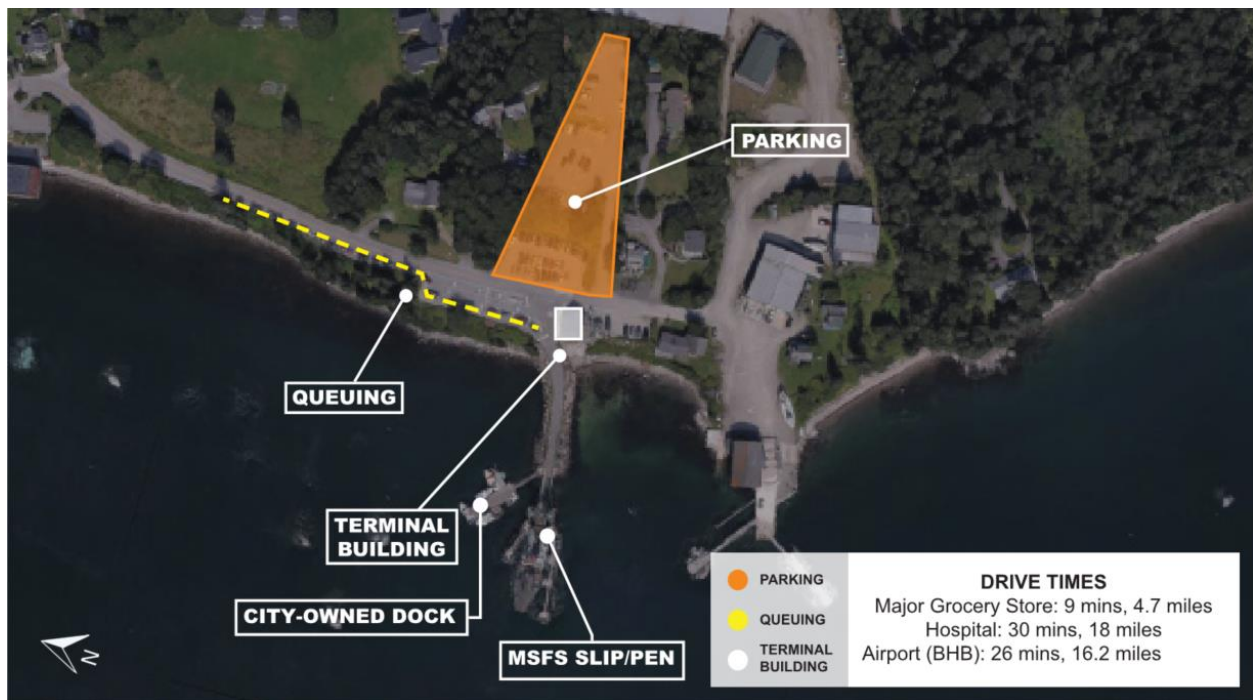 PARKING
QUEUING
TERMINAL
BUILDING
CITY-OWNED DOCK
MSFS SLIP/PEN
N
PARKING
QUEUING
TERMINAL
BUILDING
DRIVE TIMES
Major Grocery Store: 9 mins, 4.7 miles
Hospital: 30 mins, 18 miles
Airport (BHB): 26 mins, 16.2 miles